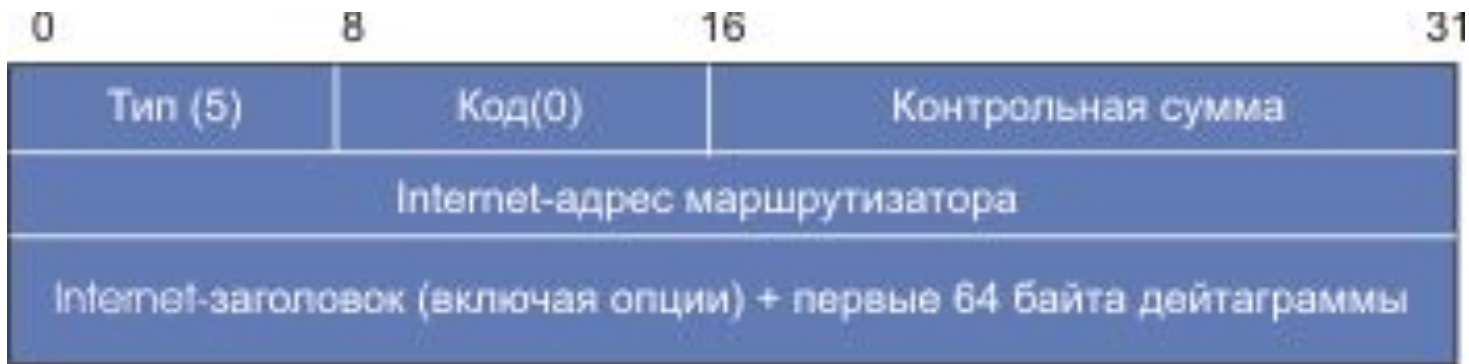 0 8 16 31
Тип (5) Код(0) Контрольная сумма
Internet-адрес маршрутизатора
Internet-заголовок (включая опции) + первые 64 байта дейтаграммы